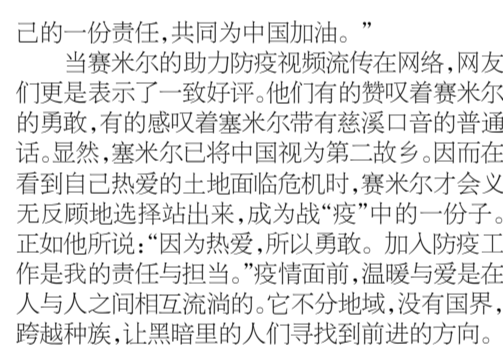 己的一份责任，共同为中国加油。”
当赛米尔的助力防疫视频流传在网络，网友
们更是表示了一致好评。他们有的赞叹着赛米尔
的勇敢，有的感叹着塞米尔带有慈溪口音的普通
话。显然，塞米尔已将中国视为第二故乡。因而在
看到自己热爱的土地面临危机时，赛米尔才会义
无反顾地选择站出来，成为战“疫”中的一份子。
正如他所说：“因为热爱，所以勇敢。加入防疫工
作是我的责任与担当。”疫情面前，温暖与爱是在
人与人之间相互流淌的。它不分地域，没有国界，
跨越种族，让黑暗里的人们寻找到前进的方向。